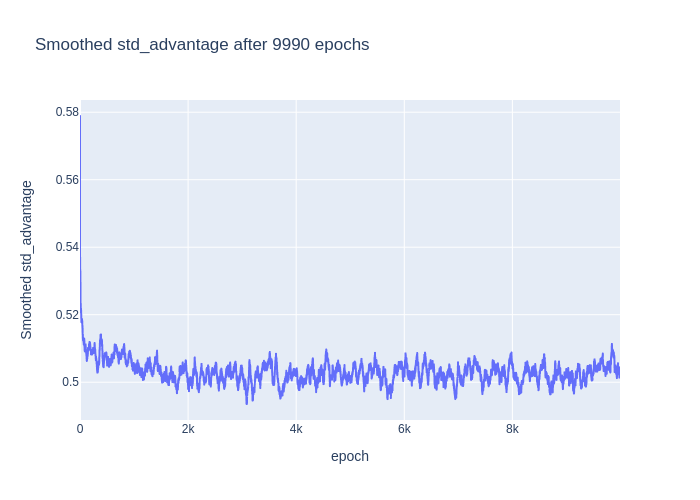 Smoothed std_advantage after 9990 epochs
Smoothed std_advantage
0.58
0.56
0.54
0.52
0.5
0
2k
4k
6k
8k
epoch